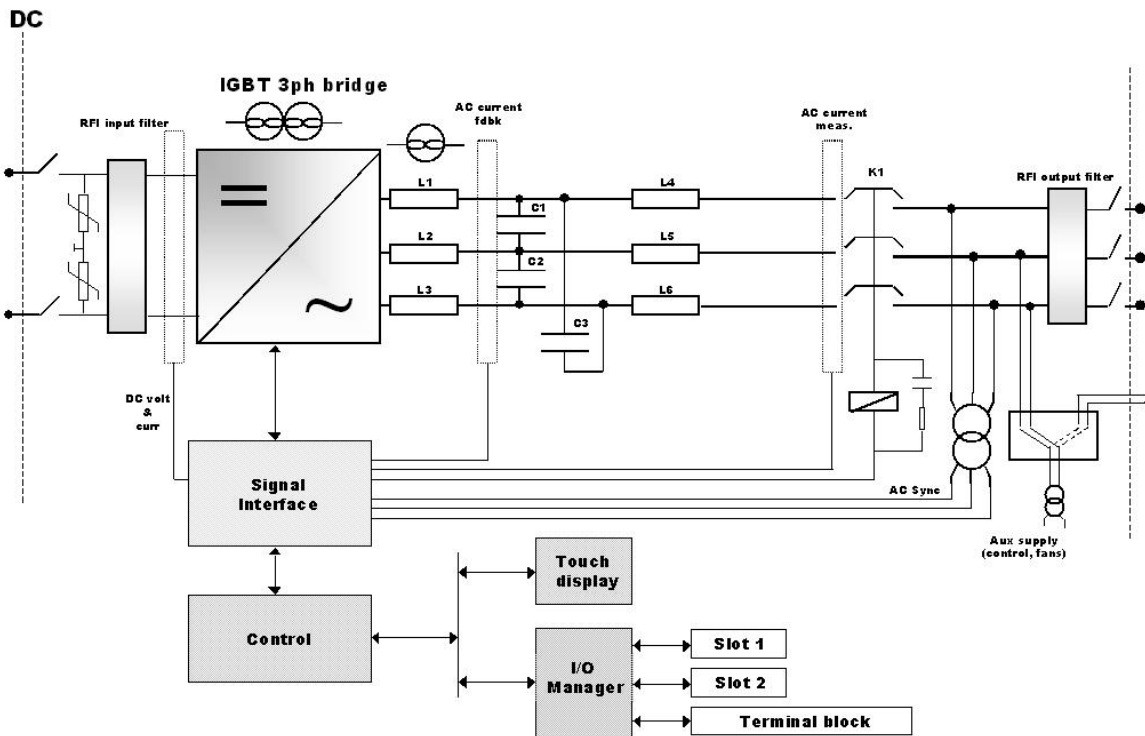 DC
IGBT 3ph bridge
RFI input filter
AC current
fdbk
AC current
meas.
K1
RFI output filter
L1
L4
C1
L2
L5
C2
L3
L6
C3
DC volt
&
curr
Signal
Interface
AC Sync
Aux supply
(control, fans)
Touch
display
Control
I/O
Manager
Slot 1
Slot 2
Terminal block